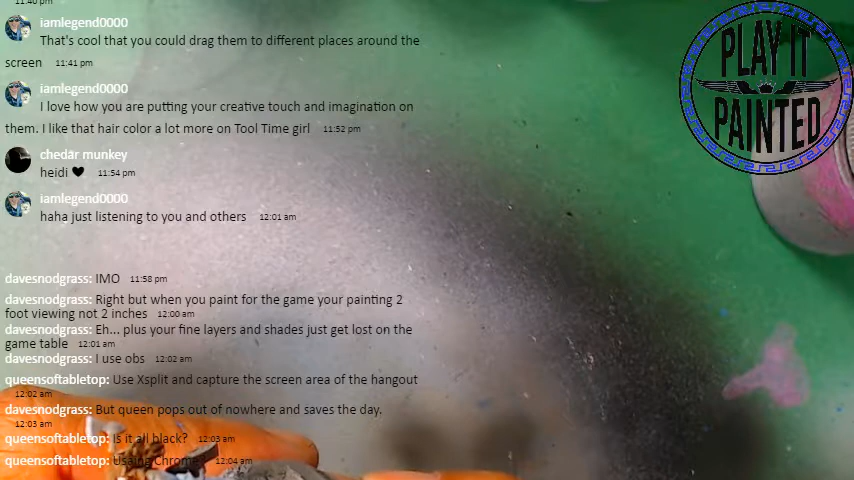 11:40 pm
iamlegend0000
That's cool that you could drag them to different places around the
screen 11:41 pm
iamlegend0000
I love how you are putting your creative touch and imagination on
them. I like that hair color a lot more on Tool Time girl 11:52 pm
chedar munkey
heidi ♥ 11:54 pm
iamlegend0000
haha just listening to you and others 12:01 am
davesnodgrass: IMO 11:58 pm
davesnodgrass: Right but when you paint for the game your painting 2
foot viewing not 2 inches 12:00 am
davesnodgrass: Eh... plus your fine layers and shades just get lost on the
game table 12:01 am
davesnodgrass: I use obs 12:02 am
queensoftabletop: Use Xsplit and capture the screen area of the hangout
12:02 am
davesnodgrass: But queen pops out of nowhere and saves the day.
12:03 am
queensoftabletop: Is it all black? 12:03 am
queensoftabletop: Chrome? 12:04 am
PLAY IT
PAINTED